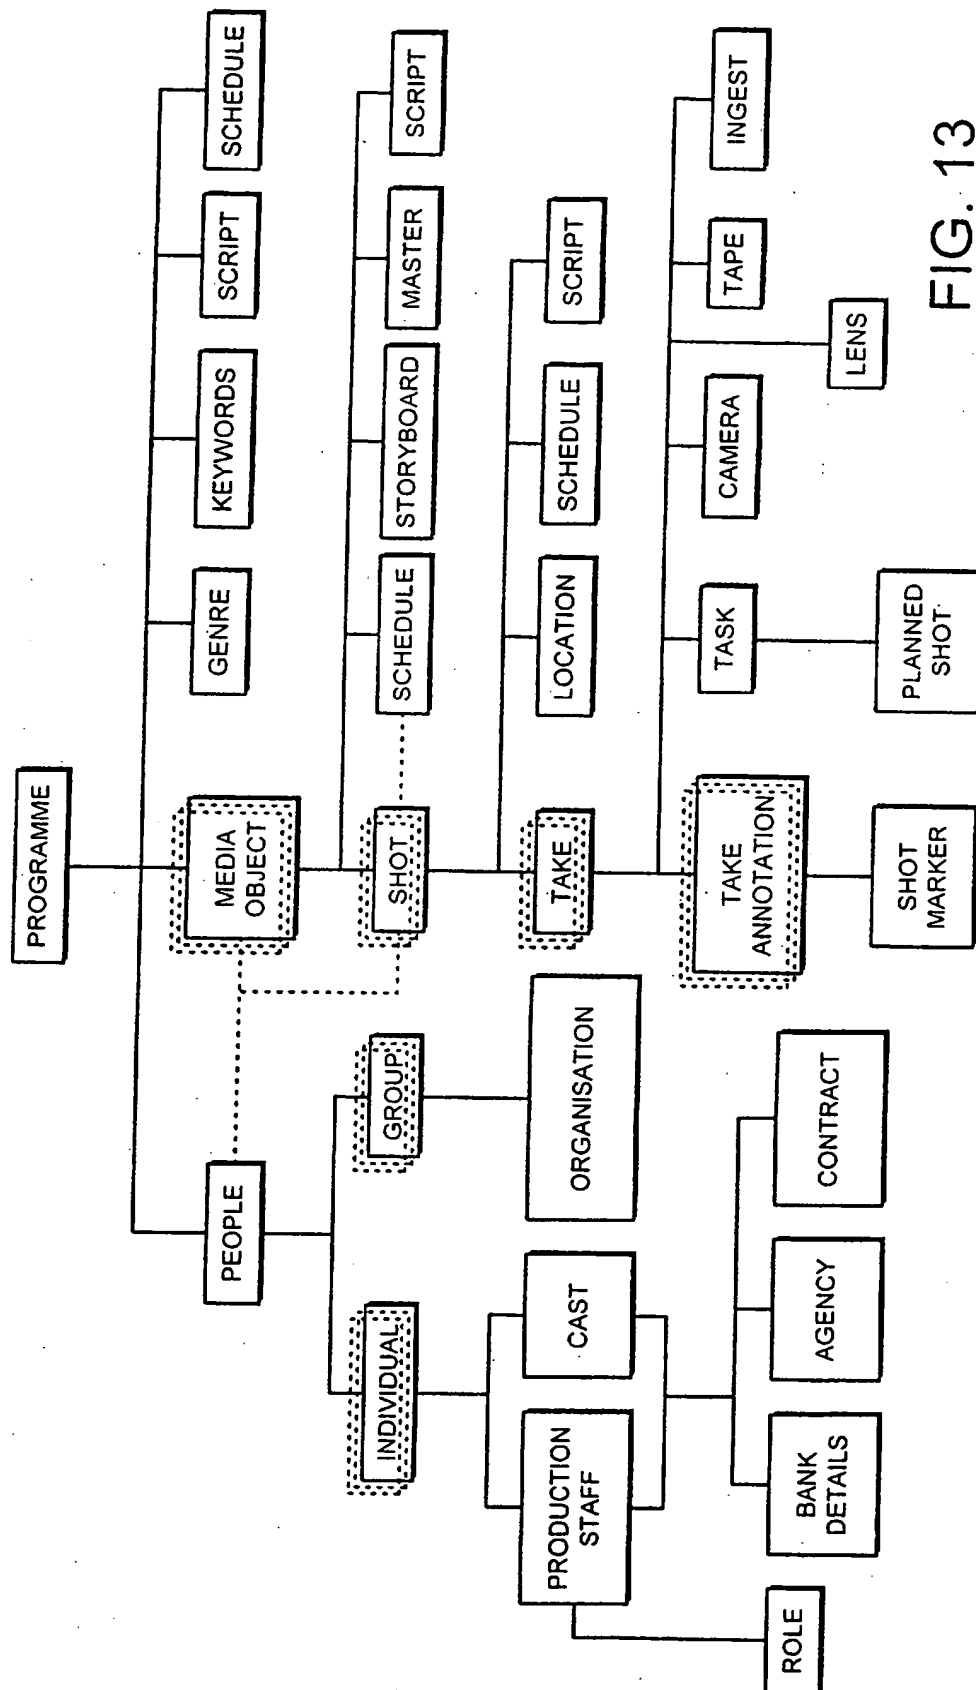 PROGRAMME
PEOPLE
MEDIA
OBJECT
GENRE
KEYWORDS
SCRIPT
SCHEDULE
INDIVIDUAL
GROUP
SHOT
SCHEDULE
STORYBOARD
MASTER
SCRIPT
PRODUCTION
STAFF
CAST
ORGANISATION
TAKE
LOCATION
SCHEDULE
SCRIPT
ROLE
BANK
DETAILS
AGENCY
CONTRACT
TAKE
ANNOTATION
TASK
CAMERA
LENS
TAPE
INGEST
SHOT
MARKER
PLANNED
SHOT
FIG. 13